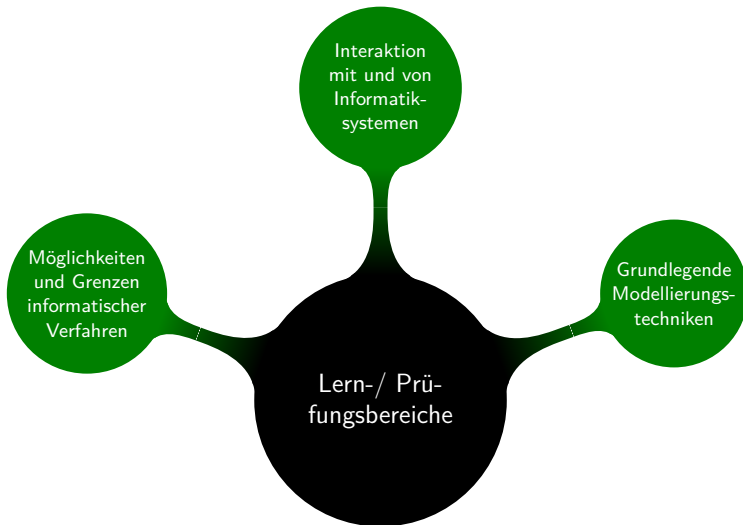 Interaktion
mit und von
Informatik-
systemen
Möglichkeiten
und Grenzen
informatischer
Verfahren
Grundlegende
Modellierungs-
techniken
Lern-/ Prü-
fungsbereiche